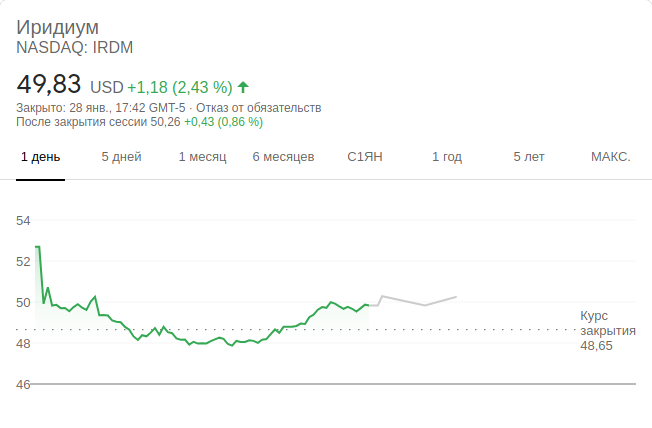 Иридиум
NASDAQ: IRDM
49,83 USD +1,18 (2,43 %)
Закрыто: 28 янв., 17:42 GMT-5 · Отказ от обязательств
После закрытия сессии 50,26 +0,43 (0,86 %)
1 день 5 дней 1 месяц 6 месяцев С1ЯН 1 год 5 лет МАКС.
54
52
50
Курс
закрытия
48,65
48
46